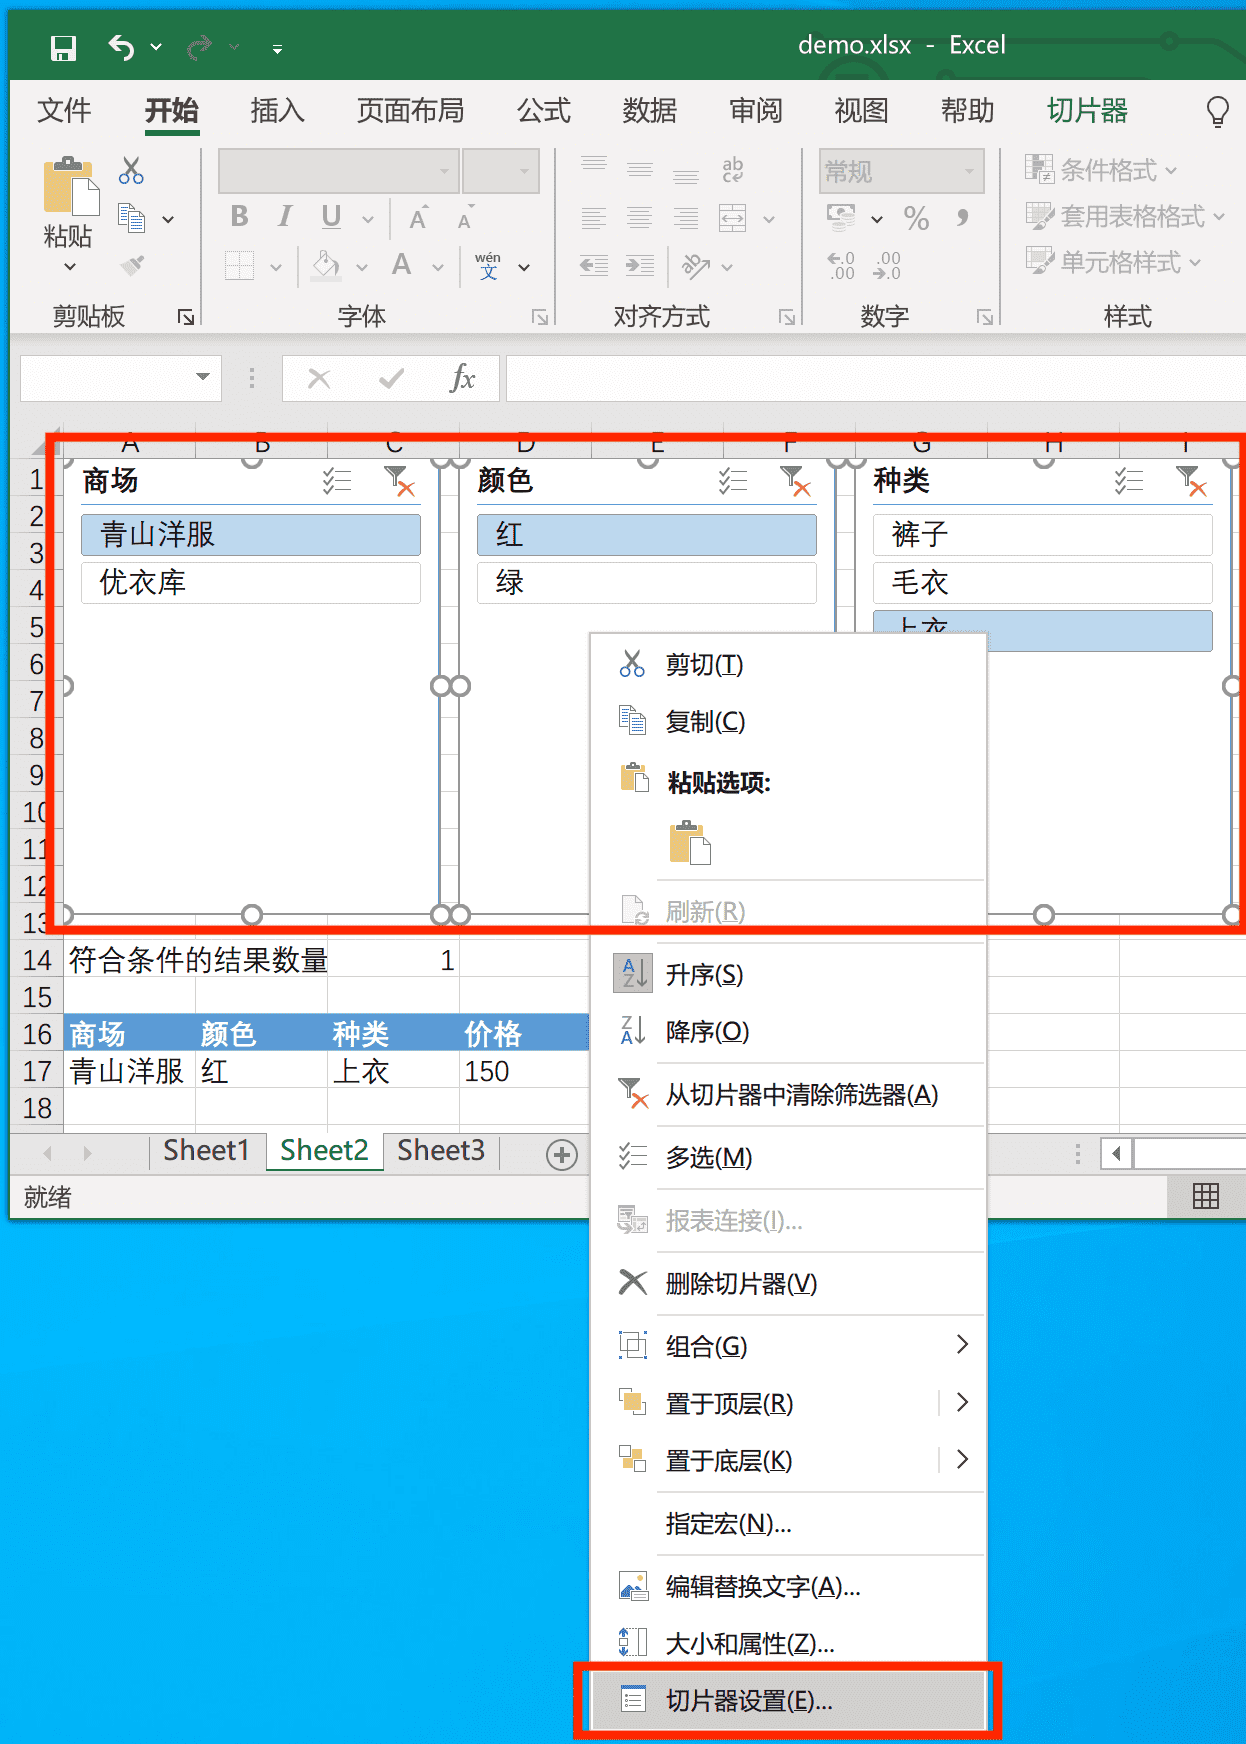 demo.xlsx - Excel
文件 开始 插入 页面布局 公式 数据 审阅 视图 帮助 切片器
粘贴
剪贴板
B I U A A
A wén 文
字体
ab
对齐方式
常规
%
.00 .00
数字
条件格式
套用表格格式
单元格样式
样式
fx
A B C D E F G H I
1 商场 颜色 种类
2 青山洋服 红 裤子
3
4 优衣库 绿 毛衣
5 上衣
6
7
8
9
10
11
12
13
14 符合条件的结果数量 1
15
16 商场 颜色 种类 价格
17 青山洋服 红 上衣 150
18
Sheet1 Sheet2 Sheet3
就绪
剪切(T)
复制(C)
粘贴选项:
刷新(R)
升序(S)
降序(O)
从切片器中清除筛选器(A)
多选(M)
报表连接(I)...
删除切片器(V)
组合(G)
置于顶层(R)
置于底层(K)
指定宏(N)...
编辑替换文字(A)...
大小和属性(Z)...
切片器设置(E)...